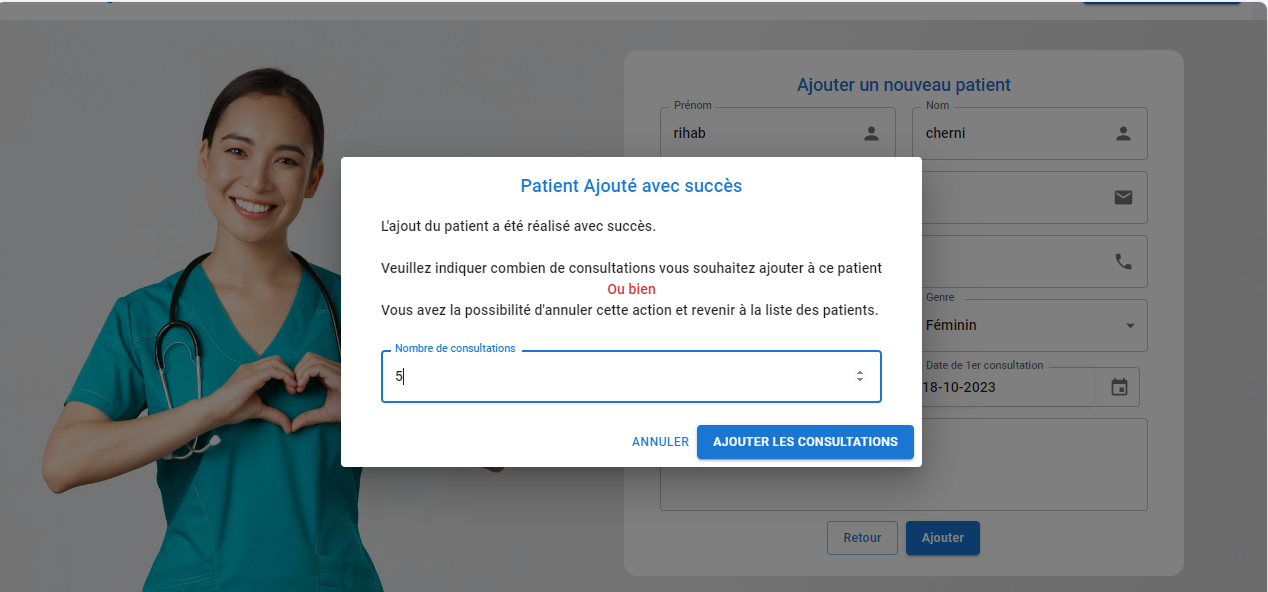 Ajouter un nouveau patient
Prénom
Nom
rihab
cherni
Patient Ajouté avec succès
L'ajout du patient a été réalisé avec succès.
Veuillez indiquer combien de consultations vous souhaitez ajouter à ce patient
Ou bien
Vous avez la possibilité d'annuler cette action et revenir à la liste des patients.
Nombre de consultations
5
ANNULER
AJOUTER LES CONSULTATIONS
Genre
Féminin
Date de 1er consultation
18-10-2023
Retour
Ajouter